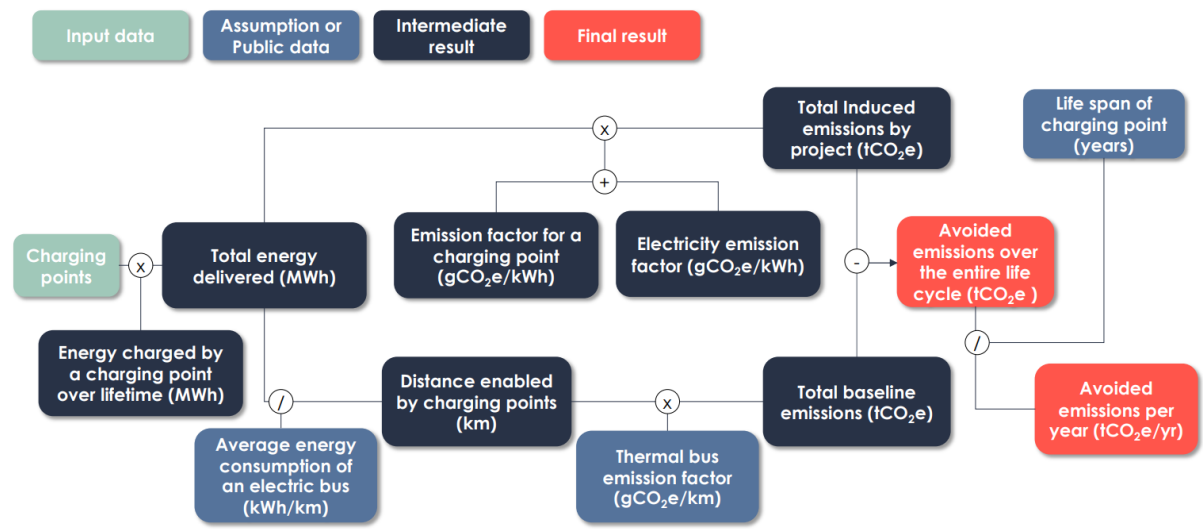 Input data
Assumption or
Public data
Intermediate
result
Final result
Total Induced
emissions by
project (tCO₂e)
Life span of
charging point
(years)
x
+
Charging
points
x
Total energy
delivered (MWh)
Emission factor for a
charging point
(gCO₂e/kWh)
Electricity emission
factor (gCO₂e/kWh)
-
Avoided
emissions over
the entire life
cycle (tCO₂e )
/
Energy charged by
a charging point
over lifetime (MWh)
/
Distance enabled
by charging points
(km)
x
Total baseline
emissions (tCO₂e)
Avoided
emissions per
year (tCO₂e/yr)
Average energy
consumption of
an electric bus
(kWh/km)
Thermal bus
emission factor
(gCO₂e/km)